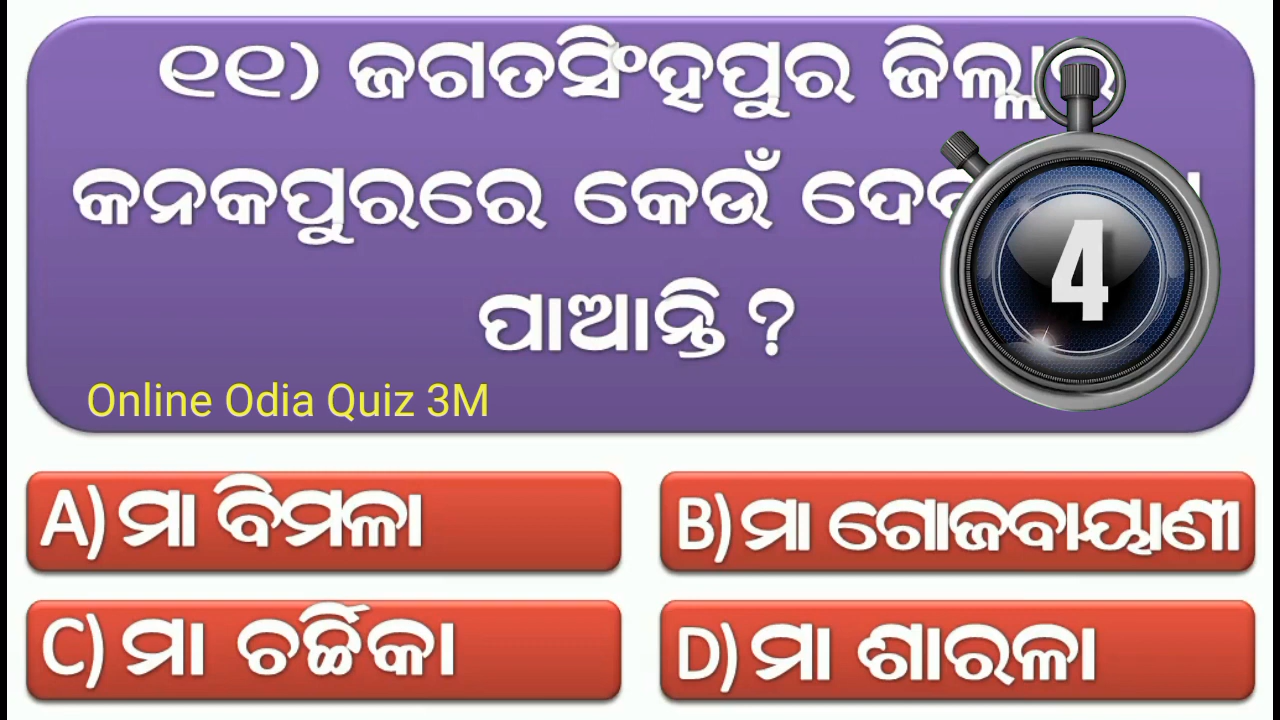 ୧୧) ଜଗତସିଂହପୁର ଜିଲ୍ଲାର
କନକପୁରରେ କେଉଁ ଦେବୀ
ପାଆନ୍ତି ?
4
Online Odia Quiz 3M
A) ମା ବିମଳା
B) ମା ଗୋଜବାୟାଣୀ
C) ମା ଚର୍ଚ୍ଚିକା
D) ମା ଶାରଳା